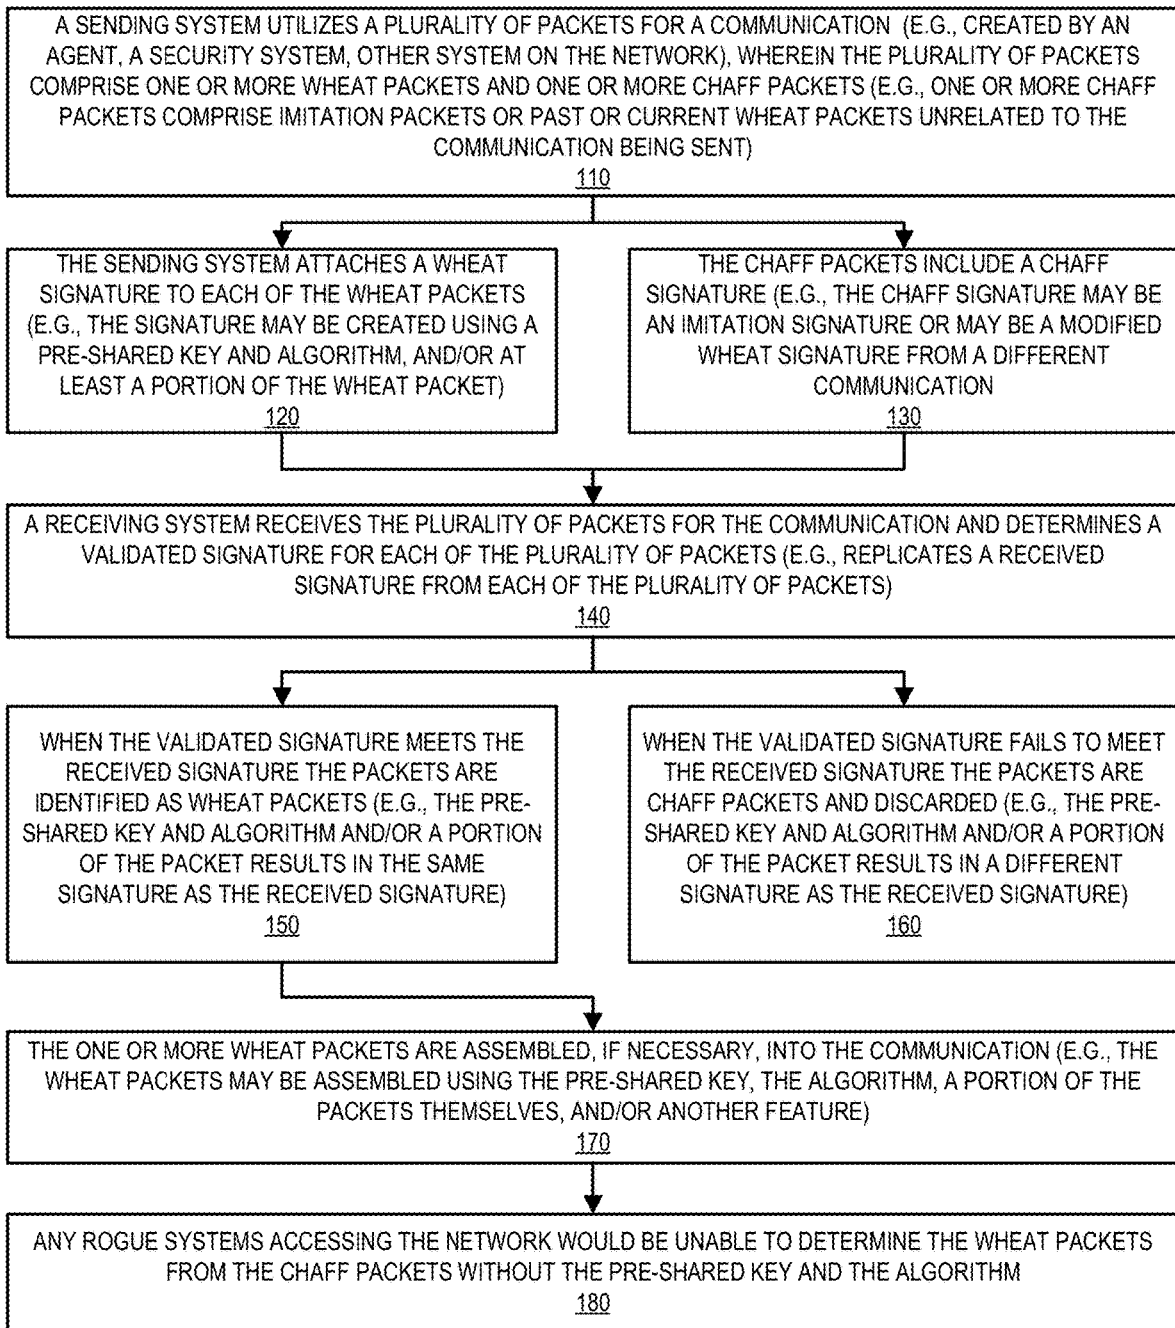 A SENDING SYSTEM UTILIZES A PLURALITY OF PACKETS FOR A COMMUNICATION (E.G., CREATED BY AN
AGENT, A SECURITY SYSTEM, OTHER SYSTEM ON THE NETWORK), WHEREIN THE PLURALITY OF PACKETS
COMPRISE ONE OR MORE WHEAT PACKETS AND ONE OR MORE CHAFF PACKETS (E.G., ONE OR MORE CHAFF
PACKETS COMPRISE IMITATION PACKETS OR PAST OR CURRENT WHEAT PACKETS UNRELATED TO THE
COMMUNICATION BEING SENT)
110
THE SENDING SYSTEM ATTACHES A WHEAT
SIGNATURE TO EACH OF THE WHEAT PACKETS
(E.G., THE SIGNATURE MAY BE CREATED USING A
PRE-SHARED KEY AND ALGORITHM, AND/OR AT
LEAST A PORTION OF THE WHEAT PACKET)
120
THE CHAFF PACKETS INCLUDE A CHAFF
SIGNATURE (E.G., THE CHAFF SIGNATURE MAY BE
AN IMITATION SIGNATURE OR MAY BE A MODIFIED
WHEAT SIGNATURE FROM A DIFFERENT
COMMUNICATION
130
A RECEIVING SYSTEM RECEIVES THE PLURALITY OF PACKETS FOR THE COMMUNICATION AND DETERMINES A
VALIDATED SIGNATURE FOR EACH OF THE PLURALITY OF PACKETS (E.G., REPLICATES A RECEIVED
SIGNATURE FROM EACH OF THE PLURALITY OF PACKETS)
140
WHEN THE VALIDATED SIGNATURE MEETS THE
RECEIVED SIGNATURE THE PACKETS ARE
IDENTIFIED AS WHEAT PACKETS (E.G., THE PRE-
SHARED KEY AND ALGORITHM AND/OR A PORTION
OF THE PACKET RESULTS IN THE SAME
SIGNATURE AS THE RECEIVED SIGNATURE)
150
WHEN THE VALIDATED SIGNATURE FAILS TO MEET
THE RECEIVED SIGNATURE THE PACKETS ARE
CHAFF PACKETS AND DISCARDED (E.G., THE PRE-
SHARED KEY AND ALGORITHM AND/OR A PORTION
OF THE PACKET RESULTS IN A DIFFERENT
SIGNATURE AS THE RECEIVED SIGNATURE)
160
THE ONE OR MORE WHEAT PACKETS ARE ASSEMBLED, IF NECESSARY, INTO THE COMMUNICATION (E.G., THE
WHEAT PACKETS MAY BE ASSEMBLED USING THE PRE-SHARED KEY, THE ALGORITHM, A PORTION OF THE
PACKETS THEMSELVES, AND/OR ANOTHER FEATURE)
170
ANY ROGUE SYSTEMS ACCESSING THE NETWORK WOULD BE UNABLE TO DETERMINE THE WHEAT PACKETS
FROM THE CHAFF PACKETS WITHOUT THE PRE-SHARED KEY AND THE ALGORITHM
180